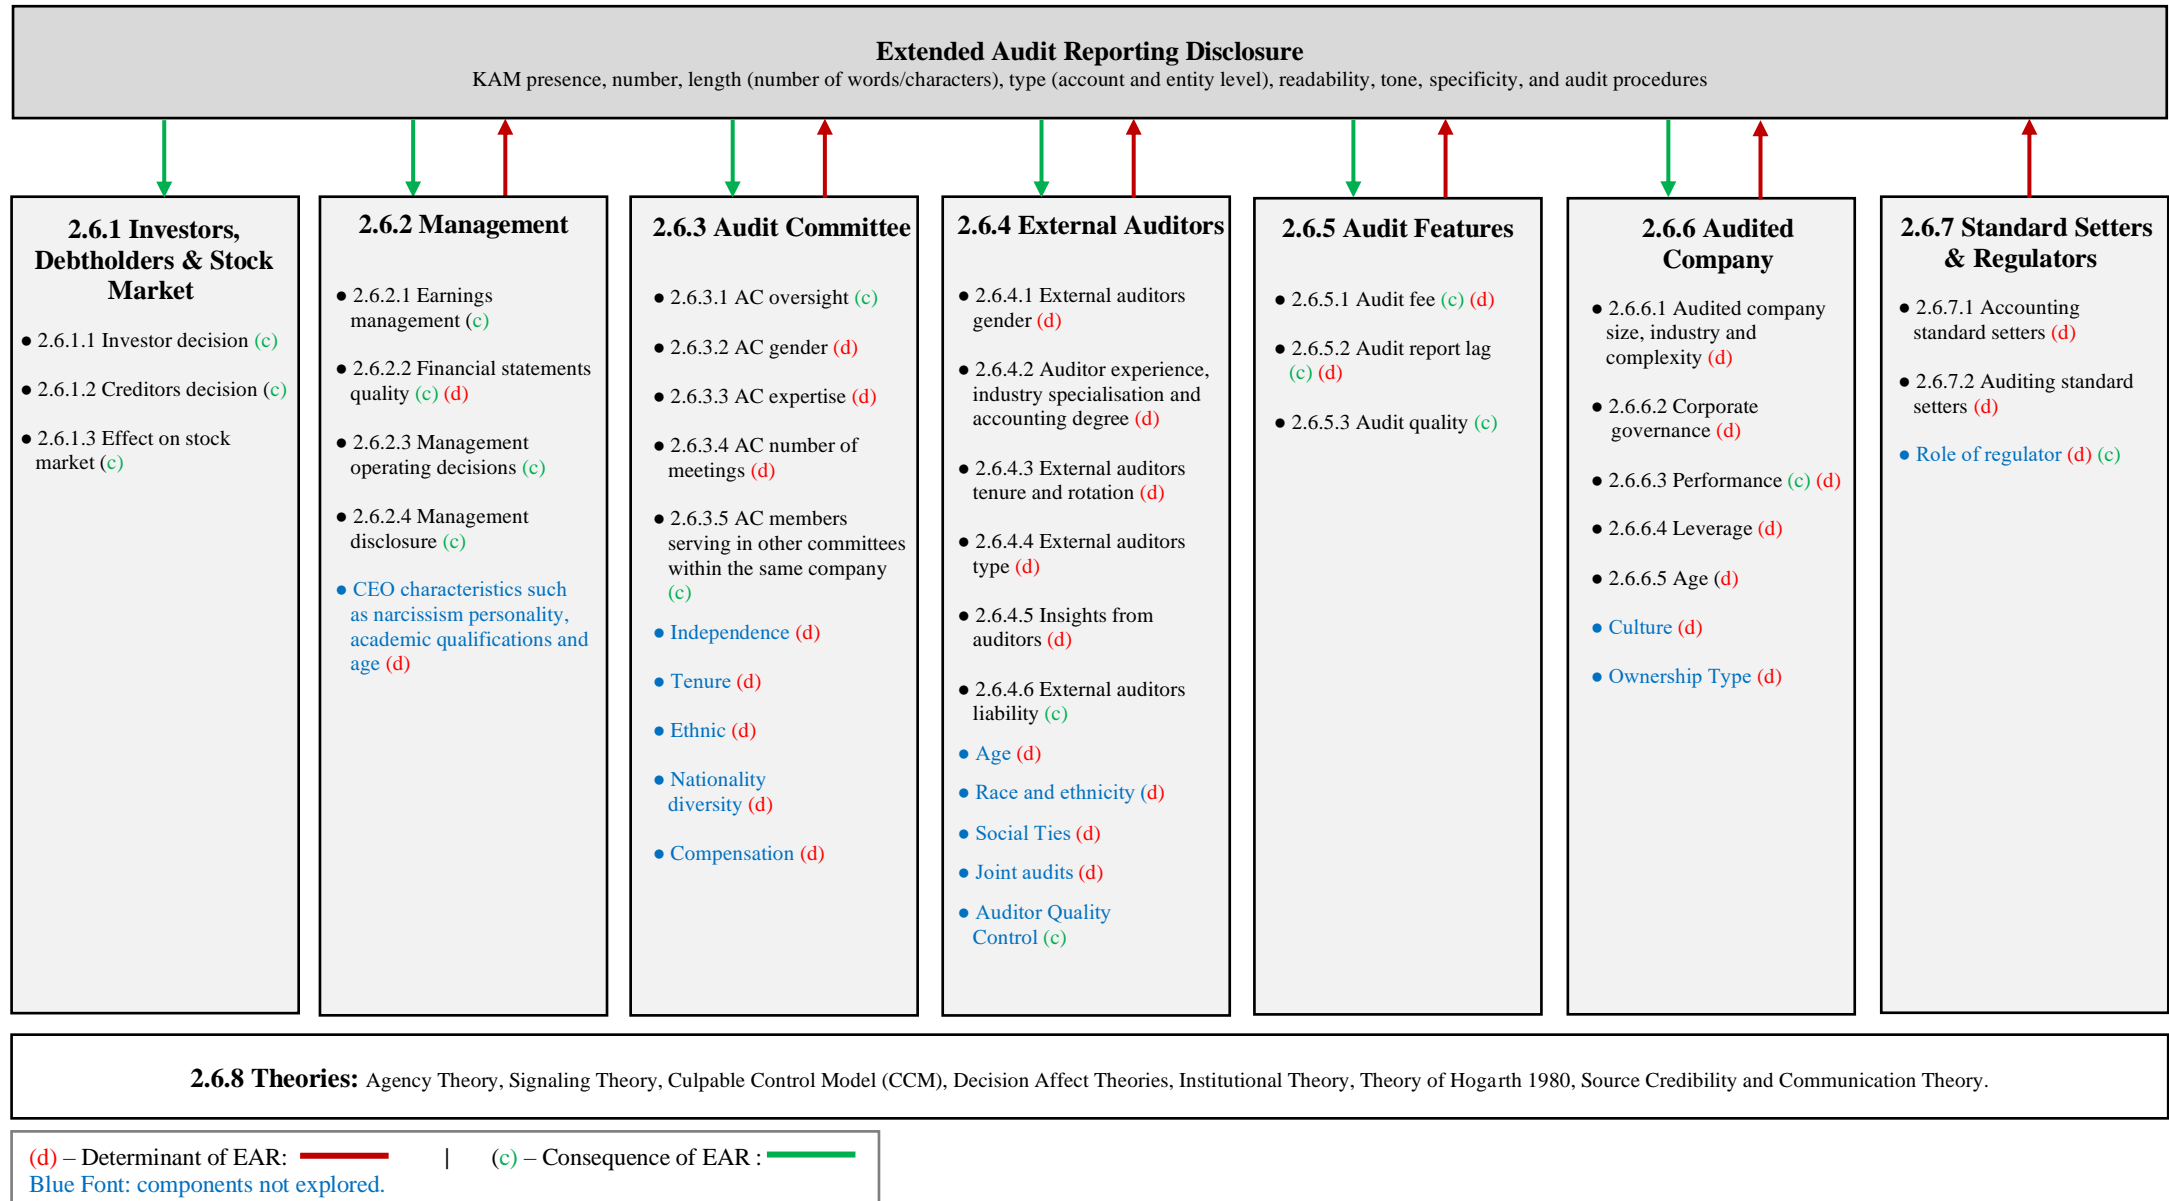 Extended Audit Reporting Disclosure
KAM presence, number, length (number of words/characters), type (account and entity level), readability, tone, specificity, and audit procedures
2.6.1 Investors,
Debtholders & Stock
Market
● 2.6.1.1 Investor decision (c)
● 2.6.1.2 Creditors decision (c)
● 2.6.1.3 Effect on stock
market (c)
2.6.2 Management
● 2.6.2.1 Earnings
management (c)
● 2.6.2.2 Financial statements
quality (c) (d)
● 2.6.2.3 Management
operating decisions (c)
● 2.6.2.4 Management
disclosure (c)
● CEO characteristics such
as narcissism personality,
academic qualifications and
age (d)
2.6.3 Audit Committee
● 2.6.3.1 AC oversight (c)
● 2.6.3.2 AC gender (d)
● 2.6.3.3 AC expertise (d)
● 2.6.3.4 AC number of
meetings (d)
● 2.6.3.5 AC members
serving in other committees
within the same company
(c)
● Independence (d)
● Tenure (d)
● Ethnic (d)
● Nationality
diversity (d)
● Compensation (d)
2.6.4 External Auditors
● 2.6.4.1 External auditors
gender (d)
● 2.6.4.2 Auditor experience,
industry specialisation and
accounting degree (d)
● 2.6.4.3 External auditors
tenure and rotation (d)
● 2.6.4.4 External auditors
type (d)
● 2.6.4.5 Insights from
auditors (d)
● 2.6.4.6 External auditors
liability (c)
● Age (d)
● Race and ethnicity (d)
● Social Ties (d)
● Joint audits (d)
● Auditor Quality
Control (c)
2.6.5 Audit Features
● 2.6.5.1 Audit fee (c) (d)
● 2.6.5.2 Audit report lag
(c) (d)
● 2.6.5.3 Audit quality (c)
2.6.6 Audited
Company
● 2.6.6.1 Audited company
size, industry and
complexity (d)
● 2.6.6.2 Corporate
governance (d)
● 2.6.6.3 Performance (c) (d)
● 2.6.6.4 Leverage (d)
● 2.6.6.5 Age (d)
● Culture (d)
● Ownership Type (d)
2.6.7 Standard Setters
& Regulators
● 2.6.7.1 Accounting
standard setters (d)
● 2.6.7.2 Auditing standard
setters (d)
● Role of regulator (d) (c)
2.6.8 Theories: Agency Theory, Signaling Theory, Culpable Control Model (CCM), Decision Affect Theories, Institutional Theory, Theory of Hogarth 1980, Source Credibility and Communication Theory.
(d) – Determinant of EAR: | (c) – Consequence of EAR :
Blue Font: components not explored.